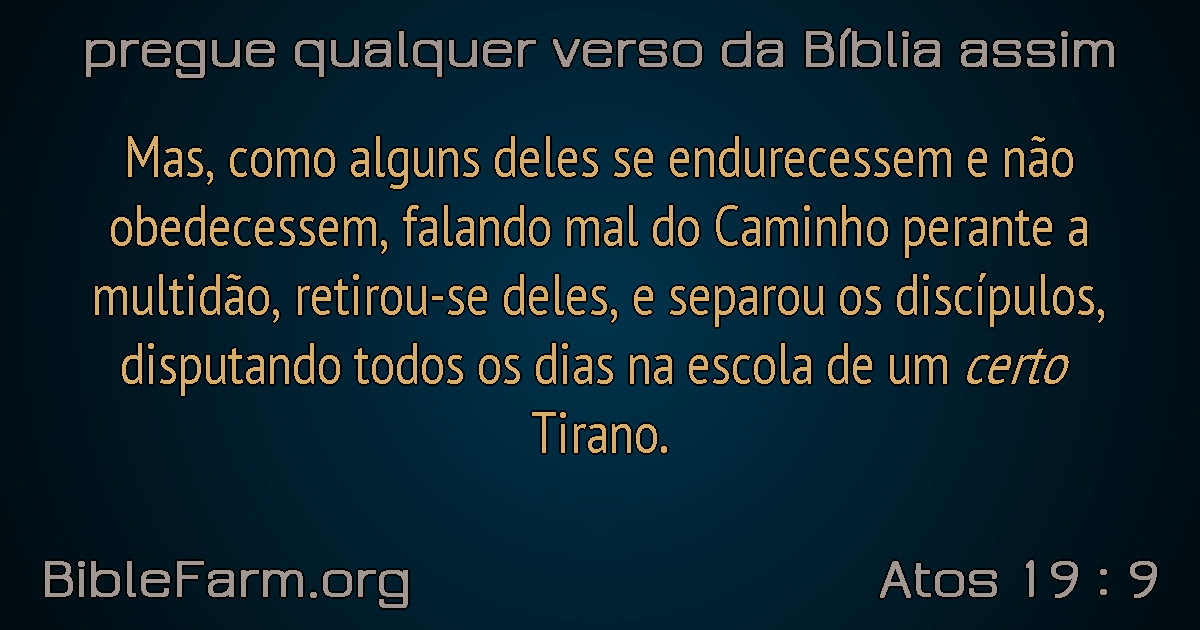 pregue qualquer verso da Bíblia assim
Mas, como alguns deles se endurecessem e não
obedecessem, falando mal do Caminho perante a
multidão, retirou-se deles, e separou os discípulos,
disputando todos os dias na escola de um certo
Tirano.
BibleFarm.org
Atos 19 : 9